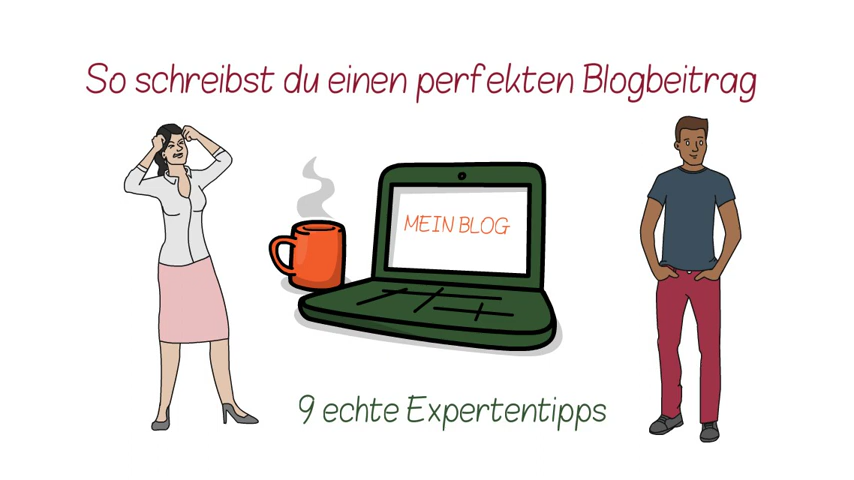 So schreibst du einen perfekten Blogbeitrag
MEIN BLOG
9 echte Expertentipps